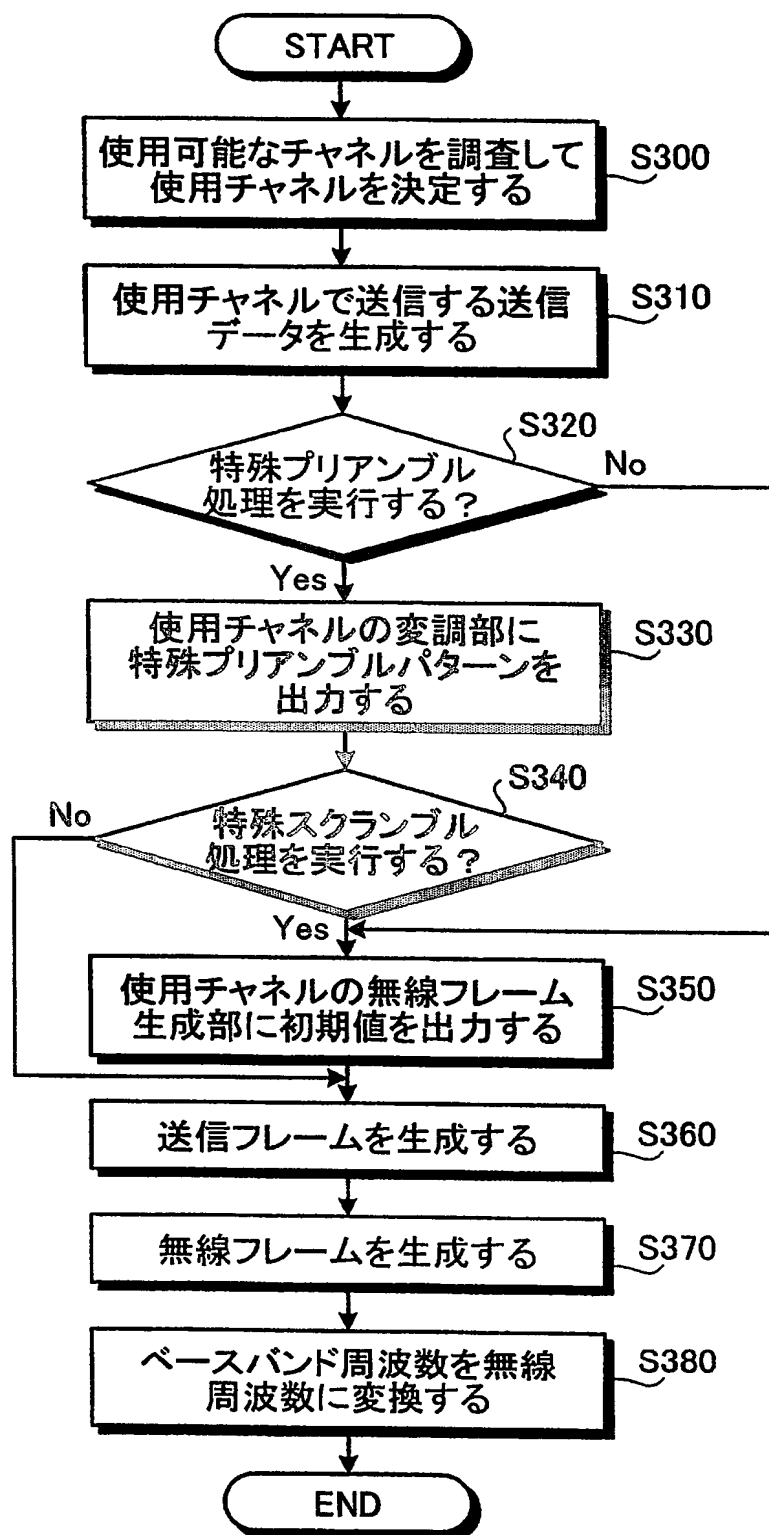 START
使用可能なチャネルを調査して
使用チャネルを決定する
S300
使用チャネルで送信する送信
データを生成する
S310
S320
特殊プリアンブル
処理を実行する？
No
Yes
使用チャネルの変調部に
特殊プリアンブルパターンを
出力する
S330
S340
No
特殊スクランブル
処理を実行する？
Yes
使用チャネルの無線フレーム
生成部に初期値を出力する
S350
送信フレームを生成する
S360
無線フレームを生成する
S370
ベースバンド周波数を無線
周波数に変換する
S380
END